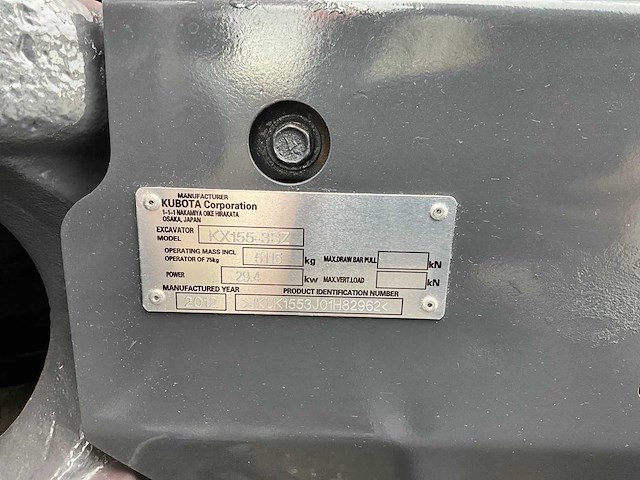 MANUFACTURER
KUBOTA Corporation
1-1-1 NAKAMIYA OIKE HIRAKATA
OSAKA, JAPAN
EXCAVATOR MODEL
OPERATING MASS INCL OPERATOR OF 75kg 5115 kg MAX.DRAW BAR PULL kN
POWER 29.4 kw MAX.VERT.LOAD kN
MANUFACTURED YEAR PRODUCT IDENTIFICATION NUMBER
2012